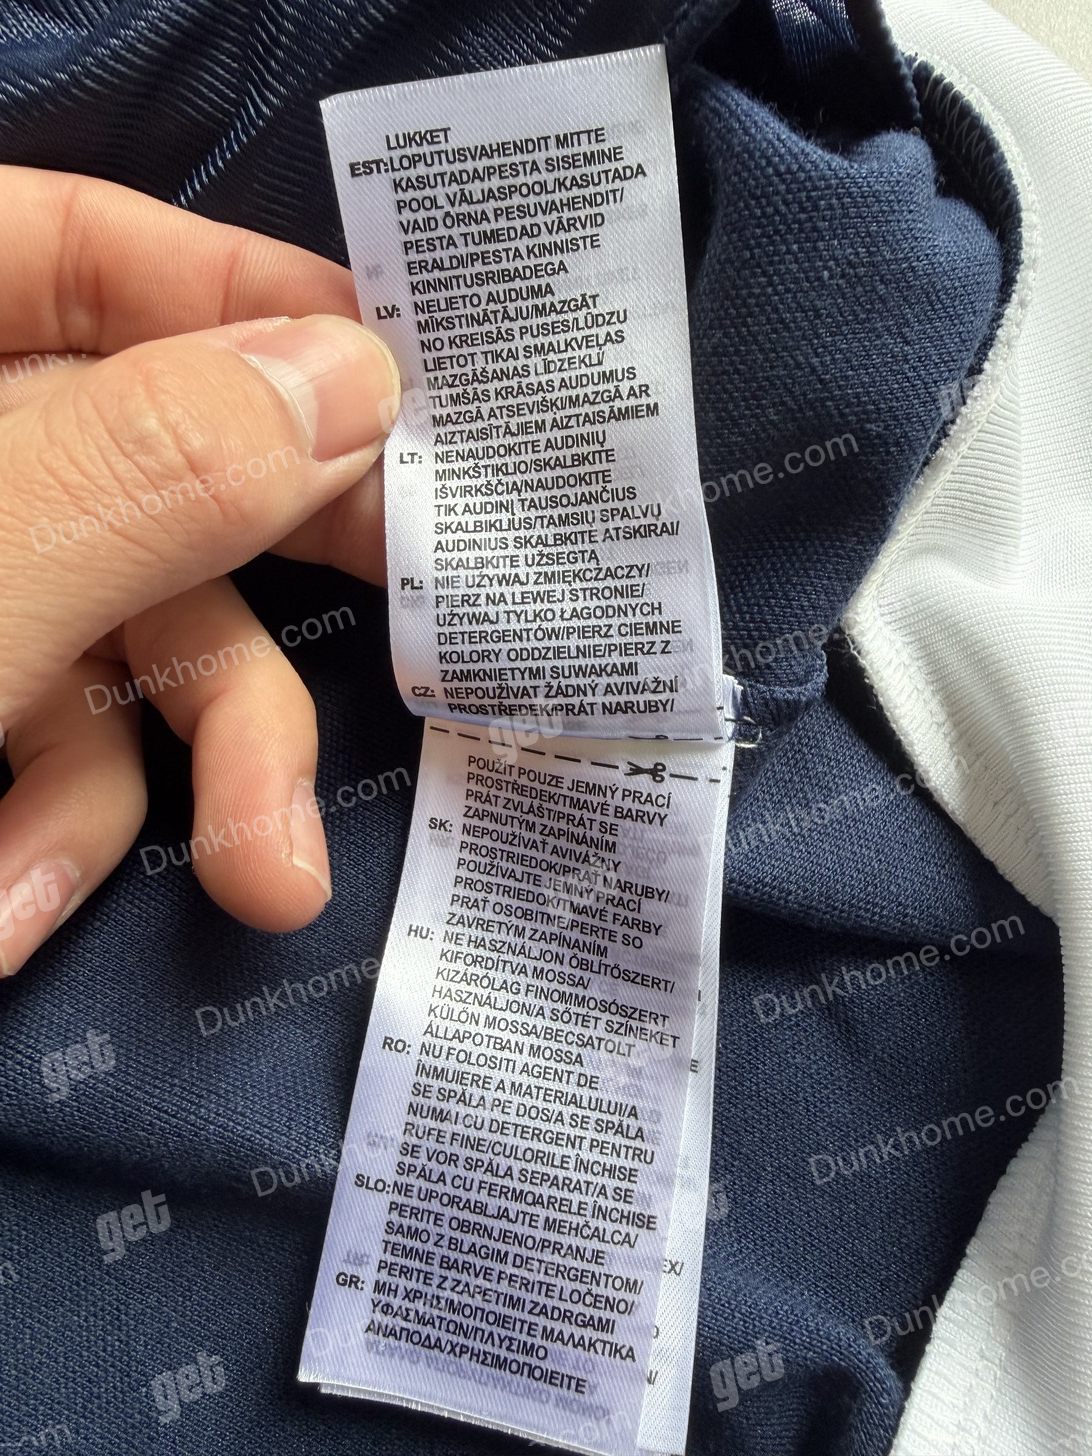 LUKKET
EST:LOPUTUSVAHENDIT MITTE
KASUTADA/PESTA SISEMINE
POOL VÄLJASPOOL/KASUTADA
VAID ÕRNA PESUVAHENDIT/
PESTA TUMEDAD VÄRVID
ERALDI/PESTA KINNISTE
KINNITUSRIBADEGA
LV: NELIETO AUDUMA
MĪKSTINĀTĀJU/MAZGĀT
NO KREISĀS PUSES/LŪDZU
LIETOT TIKAI SMALKVEĻAS
MAZGĀŠANAS LĪDZEKLI/
TUMŠĀS KRĀSAS AUDUMUS
MAZGĀ ATSEVIŠĶI/MAZGĀ AR
AIZTAISĪTĀJIEM AIZTAISĀMIEM
LT: NENAUDOKITE AUDINIŲ
MINKŠTIKLIO/SKALBKITE
IŠVIRKŠČIĄ/NAUDOKITE
TIK AUDINĮ TAUSOJANČIUS
SKALBIKLIUS/TAMSIŲ SPALVŲ
AUDINIUS SKALBKITE ATSKIRAI/
SKALBKITE UŽSEGTĄ
PL: NIE UŻYWAJ ZMIĘKCZACZY/
PIERZ NA LEWEJ STRONIE/
UŻYWAJ TYLKO ŁAGODNYCH
DETERGENTÓW/PIERZ CIEMNE
KOLORY ODDZIELNIE/PIERZ Z
ZAMKNIĘTYMI SUWAKAMI
CZ: NEPOUŽÍVAT ŽÁDNÝ AVIVÁŽNÍ
PROSTŘEDEK/PRÁT NARUBY/
POUŽÍT POUZE JEMNÝ PRACÍ
PROSTŘEDEK/TMAVÉ BARVY
PRÁT ZVLÁŠT/PRÁT SE
ZAPNUTÝM ZAPÍNÁNÍM
SK: NEPOUŽÍVAŤ AVIVÁŽNY
PROSTRIEDOK/PRAŤ NARUBY/
POUŽÍVAJTE JEMNÝ PRACÍ
PROSTRIEDOK/TMAVÉ FARBY
PRAŤ OSOBITNE/PERTE SO
ZAVRETÝM ZAPÍNANÍM
HU: NE HASZNÁLJON ÖBLÍTŐSZERT/
KIFORDÍTVA MOSSA/
KIZÁRÓLAG FINOMMOSÓSZERT
HASZNÁLJON/A SÖTÉT SZÍNEKET
KÜLÖN MOSSA/BECSATOLT
ÁLLAPOTBAN MOSSA
RO: NU FOLOSITI AGENT DE
ÎNMUIERE A MATERIALULUI/A
SE SPĂLA PE DOS/A SE SPĂLA
NUMAI CU DETERGENT PENTRU
RUFE FINE/CULORILE ÎNCHISE
SE VOR SPĂLA SEPARAT/A SE
SPĂLA CU FERMOARELE ÎNCHISE
SLO:NE UPORABLJAJTE MEHČALCA/
PERITE OBRNJENO/PRANJE
SAMO Z BLAGIM DETERGENTOM/
TEMNE BARVE PERITE LOČENO/
PERITE Z ZAPETIMI ZADRGAMI
GR: ΜΗ ΧΡΗΣΙΜΟΠΟΙΕΙΤΕ ΜΑΛΑΚΤΙΚΑ
ΥΦΑΣΜΑΤΩΝ/ΠΛΥΣΙΜΟ
ΑΝΑΠΟΔΑ/ΧΡΗΣΙΜΟΠΟΙΕΙΤΕ